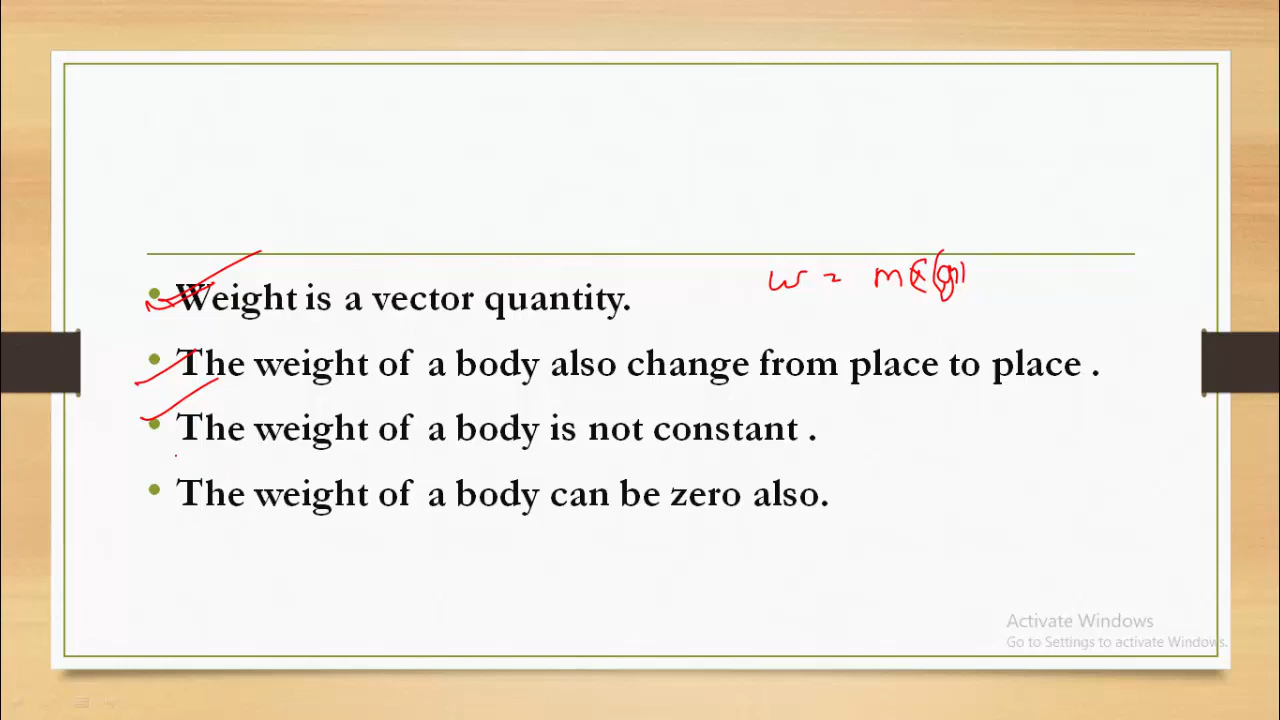 Weight is a vector quantity.
w = m×(g)
The weight of a body also change from place to place .
The weight of a body is not constant .
The weight of a body can be zero also.
Activate Windows
Go to Settings to activate Windows.